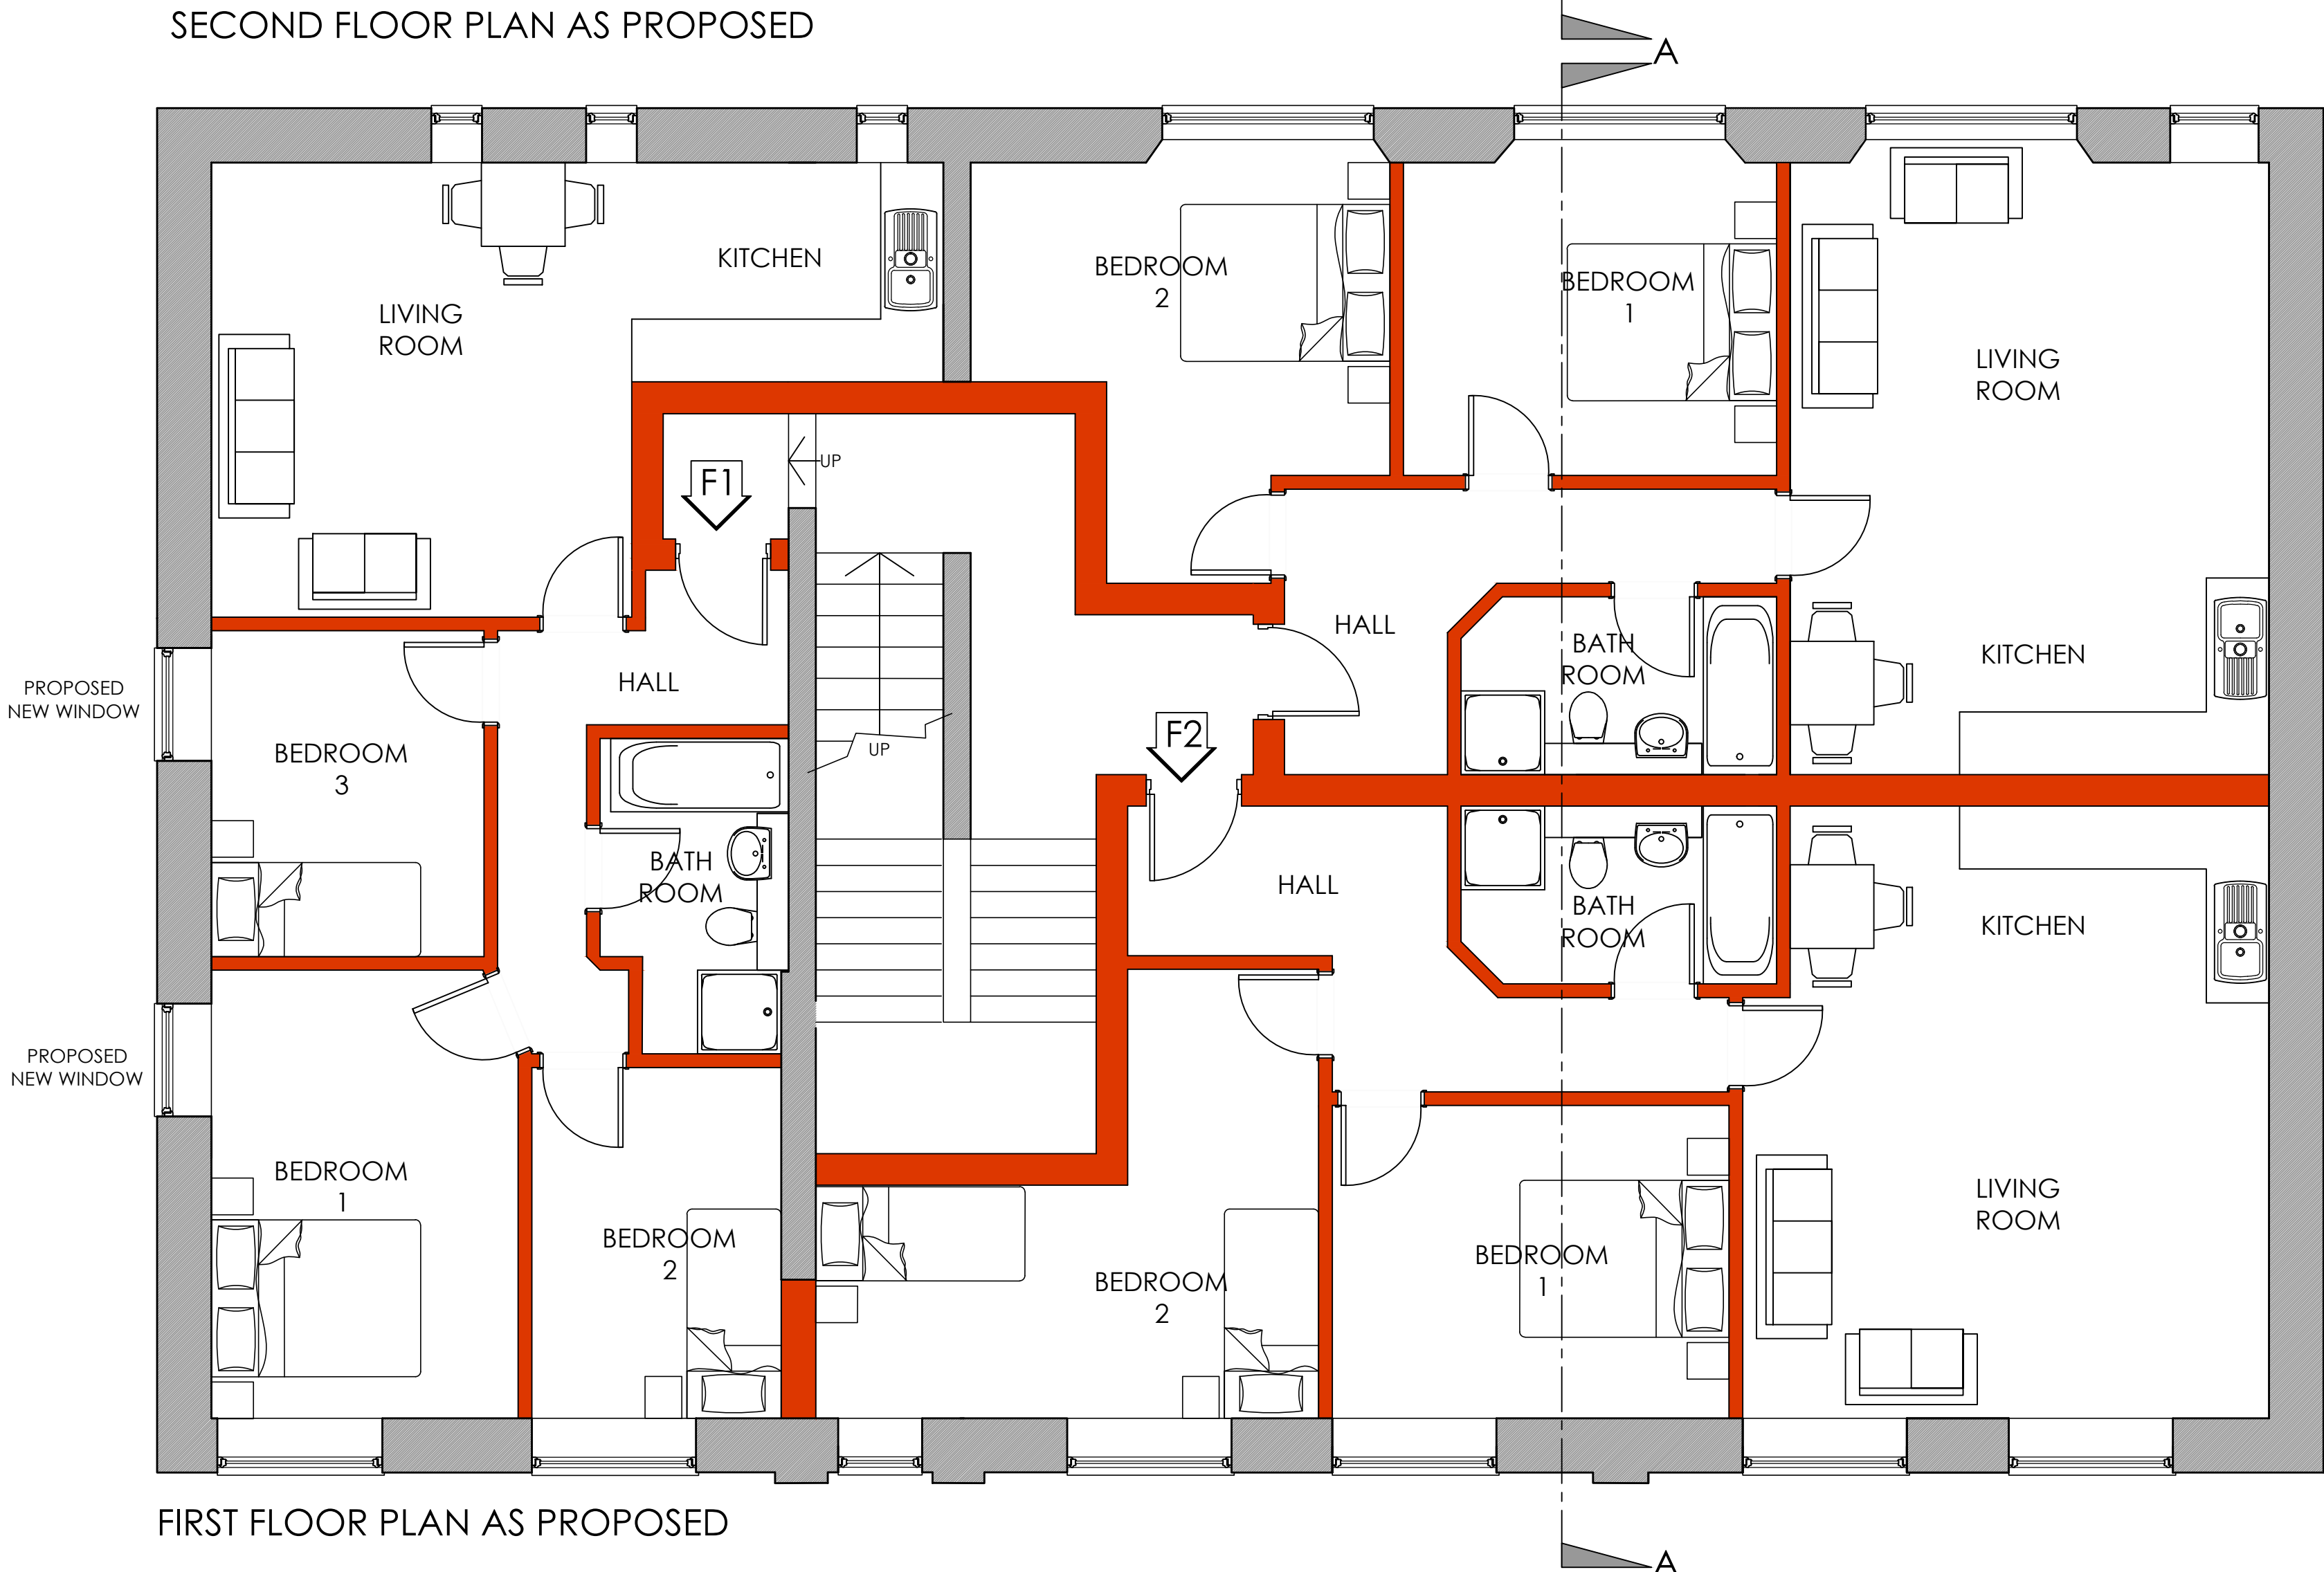 SECOND FLOOR PLAN AS PROPOSED
A
KITCHEN
BEDROOM
2
BEDROOM
1
LIVING
ROOM
LIVING
ROOM
UP
F1
HALL
BATH
ROOM
KITCHEN
PROPOSED
NEW WINDOW
HALL
BEDROOM
3
F2
UP
BATH
ROOM
HALL
BATH
ROOM
KITCHEN
PROPOSED
NEW WINDOW
BEDROOM
1
BEDROOM
2
BEDROOM
2
BEDROOM
1
LIVING
ROOM
FIRST FLOOR PLAN AS PROPOSED
A